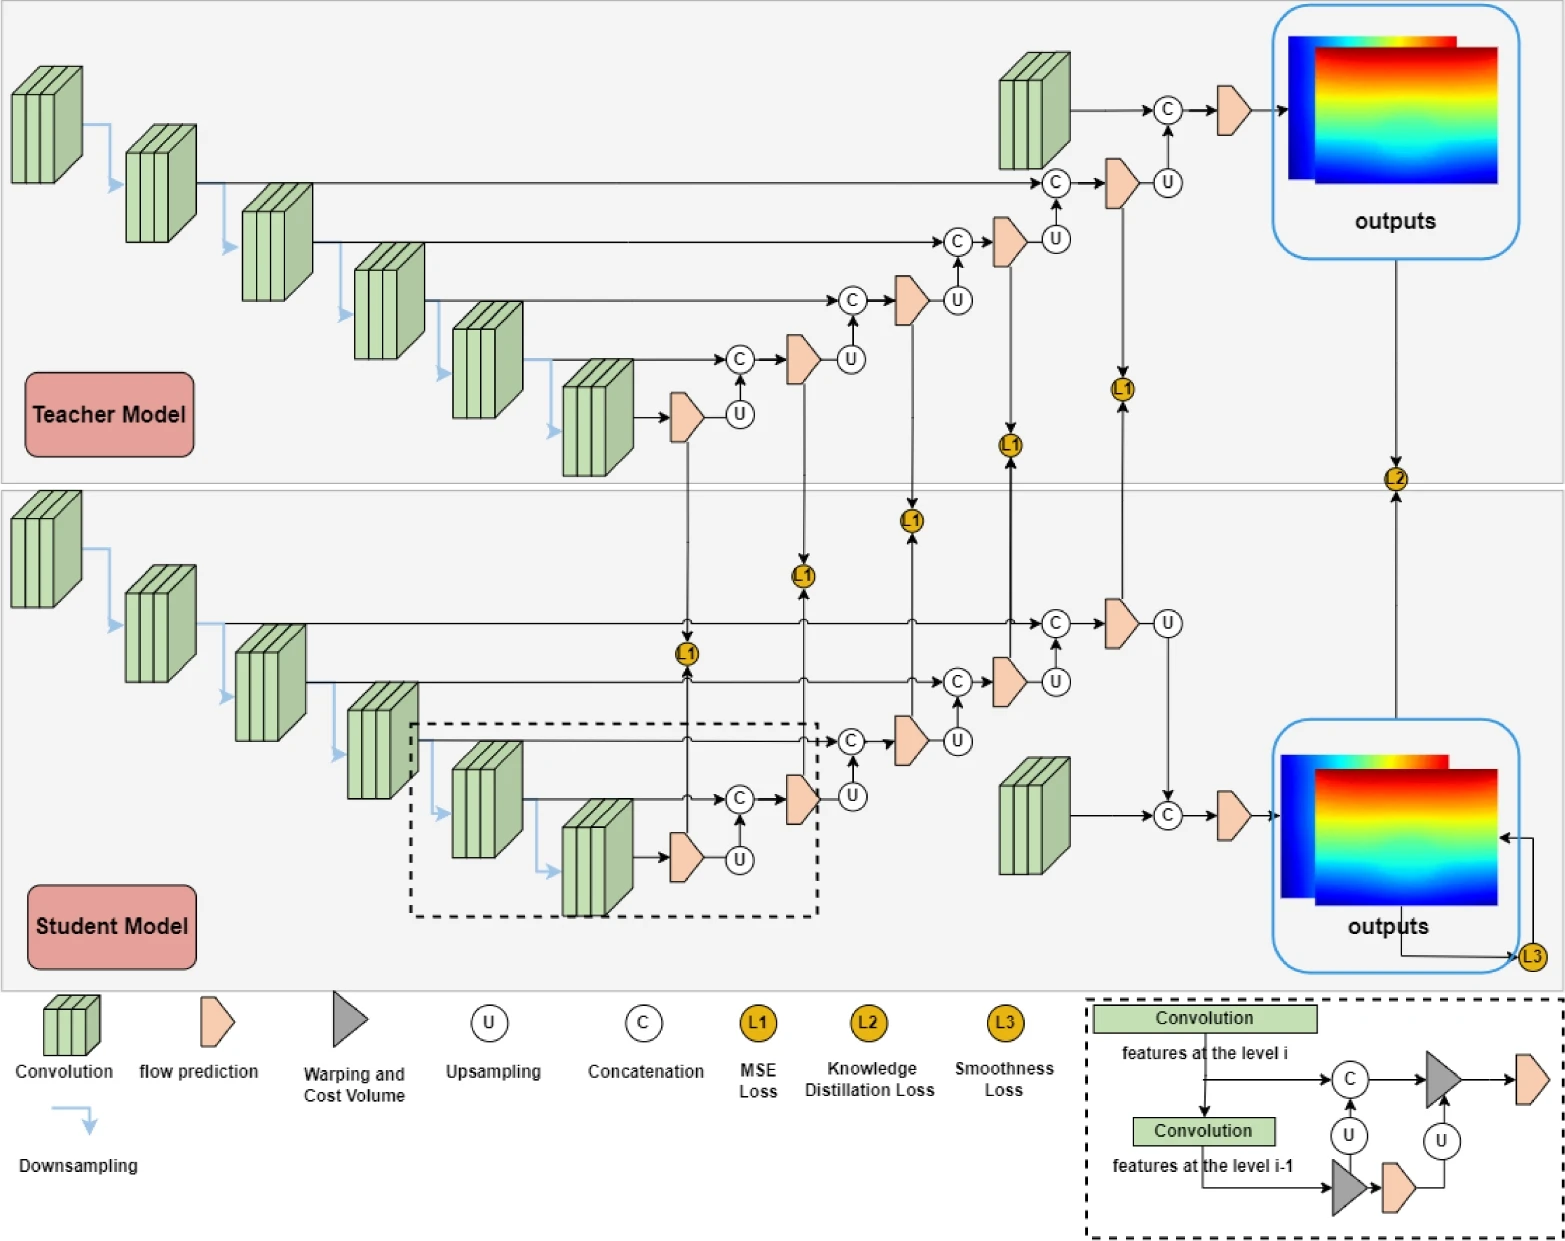 C
outputs
C
U
C
U
C
U
C
U
U
L1
L1
L2
Teacher Model
L1
L1
L1
C
U
C
U
C
U
C
U
C
U
outputs
L3
Student Model
U
C
L1
L2
L3
Convolution
flow prediction
Warping and
Cost Volume
Upsampling
Concatenation
MSE
Loss
Knowledge
Distillation Loss
Smoothness
Loss
Downsampling
Convolution
features at the level i
C
Convolution
U
U
features at the level i-1